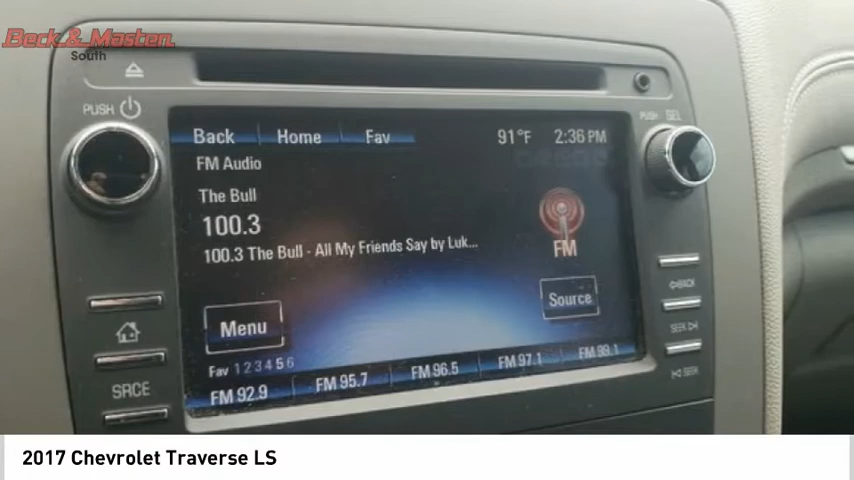 Beck & Masten
South
PUSH
PUSH SEL
Back Home Fav 91°F 2:36 PM
FM Audio
The Bull
100.3
100.3 The Bull - All My Friends Say by Luk...
FM
Menu
Source
Fav 1 2 3 4 5 6
FM 92.9 FM 95.7 FM 96.5 FM 97.1 FM 99.1
SRCE
BACK
SEEK
SEEK
2017 Chevrolet Traverse LS